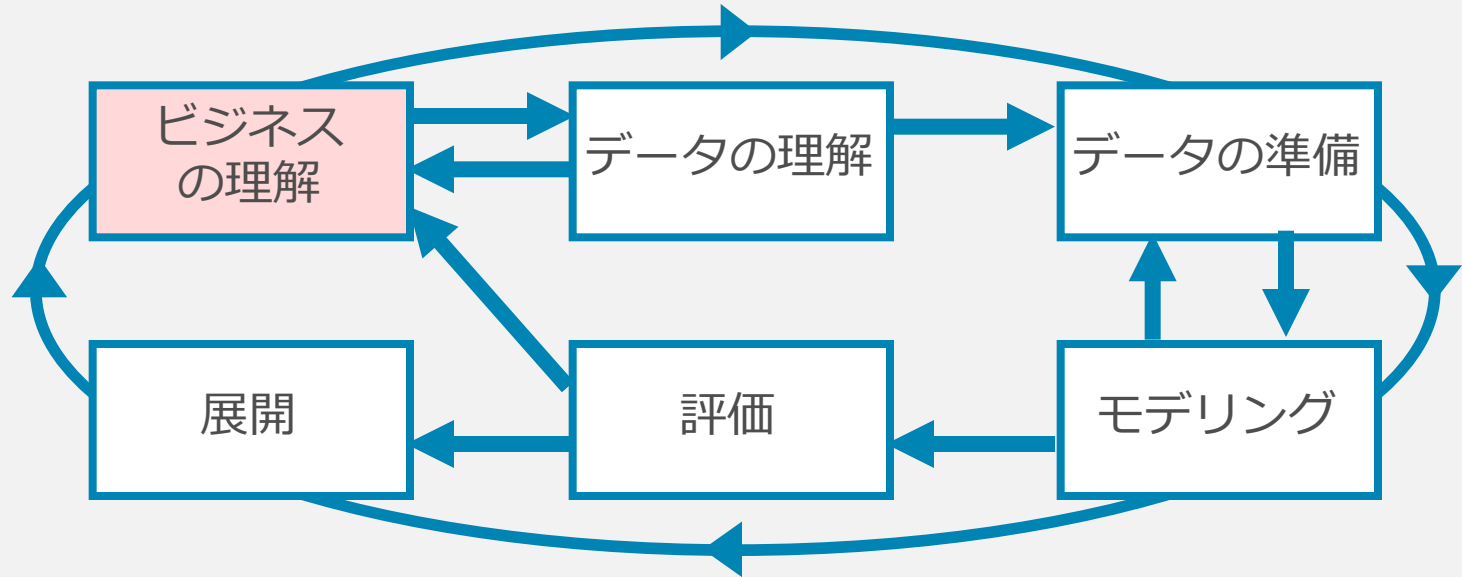 ビジネス
の理解
データの理解
データの準備
展開
評価
モデリング